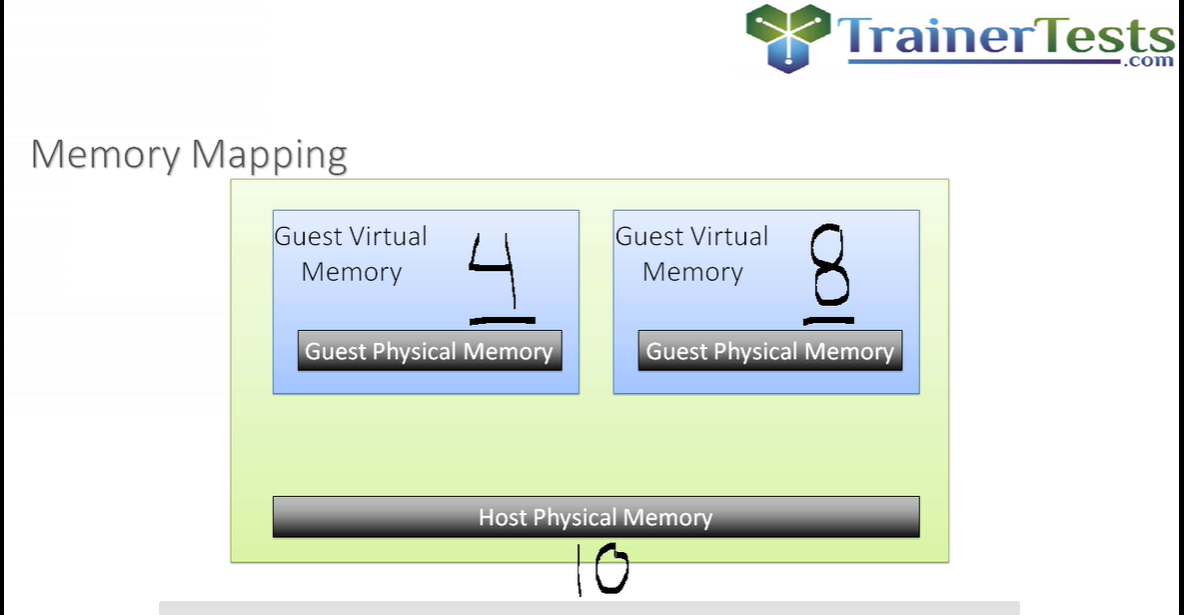 TrainerTests
.com
Memory Mapping
Guest Virtual
Memory
4
Guest Physical Memory
Guest Virtual
Memory
8
Guest Physical Memory
Host Physical Memory
10